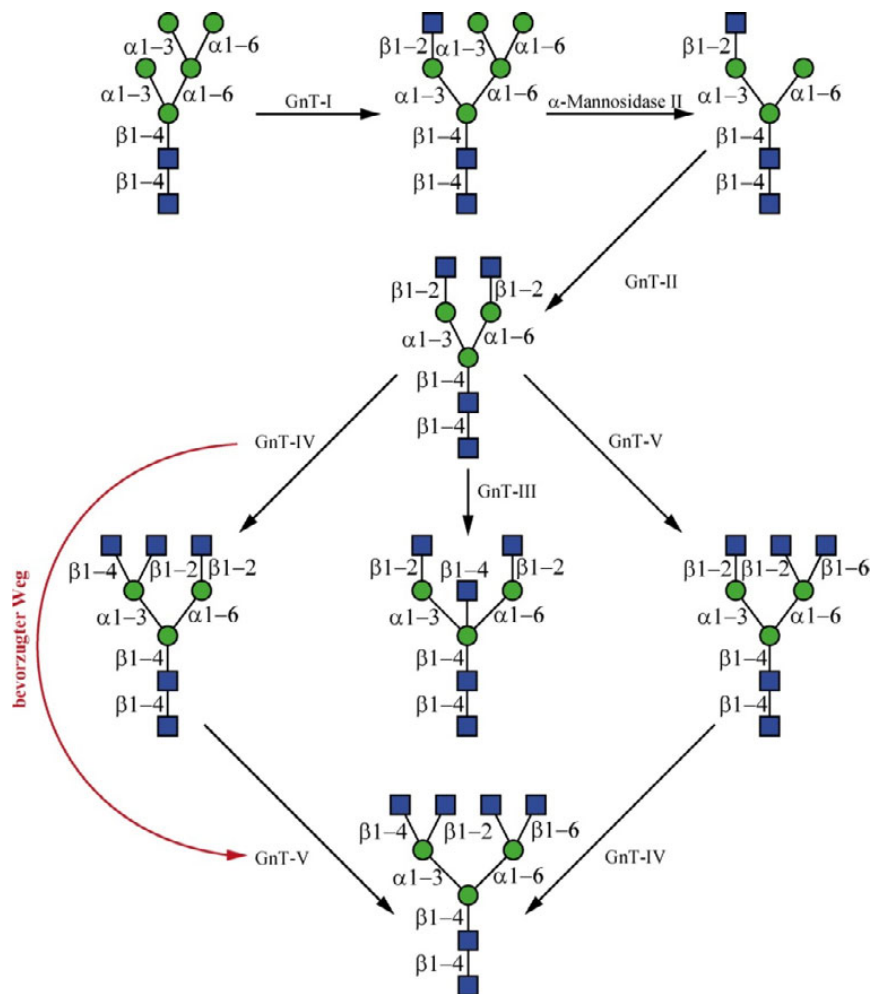 α1–3 α1–6 β1–2 α1–3 α1–6 β1–2
α1–3 α1–6 GnT-I α1–3 α1–6 α-Mannosidase II α1–3 α1–6
β1–4 β1–4 β1–4
β1–4 β1–4 β1–4
β1–2 β1–2 GnT-II
α1–3 α1–6
β1–4
β1–4
GnT-IV GnT-III GnT-V
bevorzugter Weg
β1–4 β1–2 β1–2 β1–2 β1–4 β1–2 β1–2 β1–2 β1–6
α1–3 α1–6 α1–3 α1–6 α1–3 α1–6
β1–4 β1–4 β1–4
β1–4 β1–4 β1–4
GnT-V β1–4 β1–2 β1–6 GnT-IV
α1–3 α1–6
β1–4
β1–4